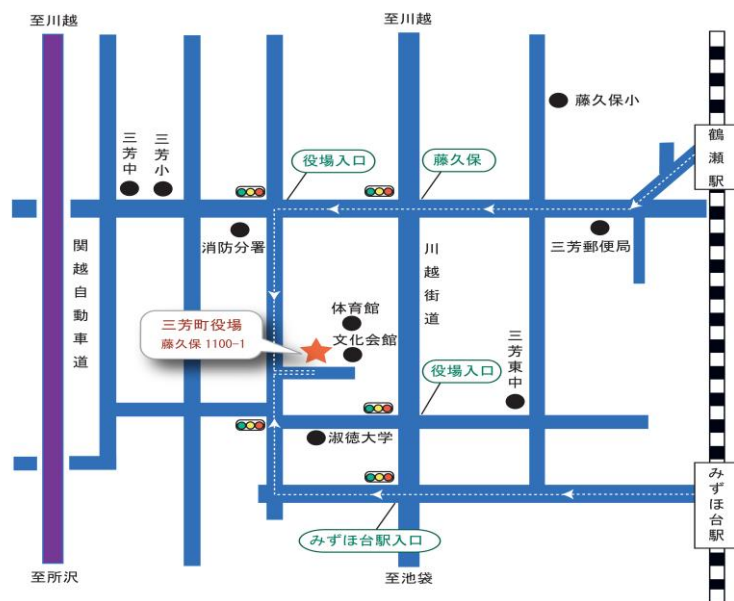 至川越
至川越
藤久保小
鶴瀬駅
三芳中
三芳小
役場入口
藤久保
消防分署
三芳郵便局
関越自動車道
川越街道
体育館
三芳町役場
藤久保 1100-1
文化会館
三芳東中
役場入口
淑徳大学
みずほ台駅
みずほ台駅入口
至所沢
至池袋